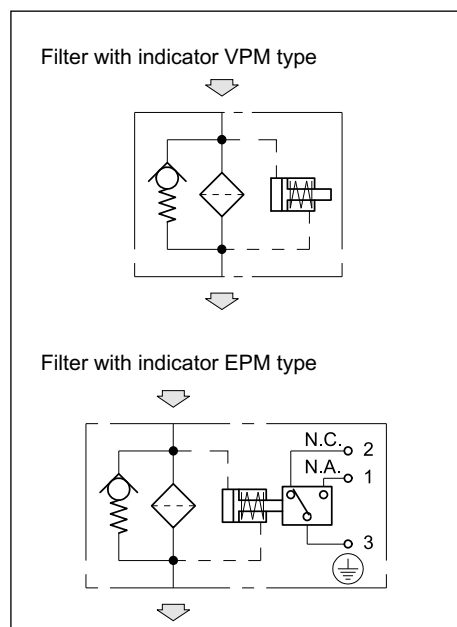 Filter with indicator VPM type
Filter with indicator EPM type
N.C. 2
N.A. 1
3